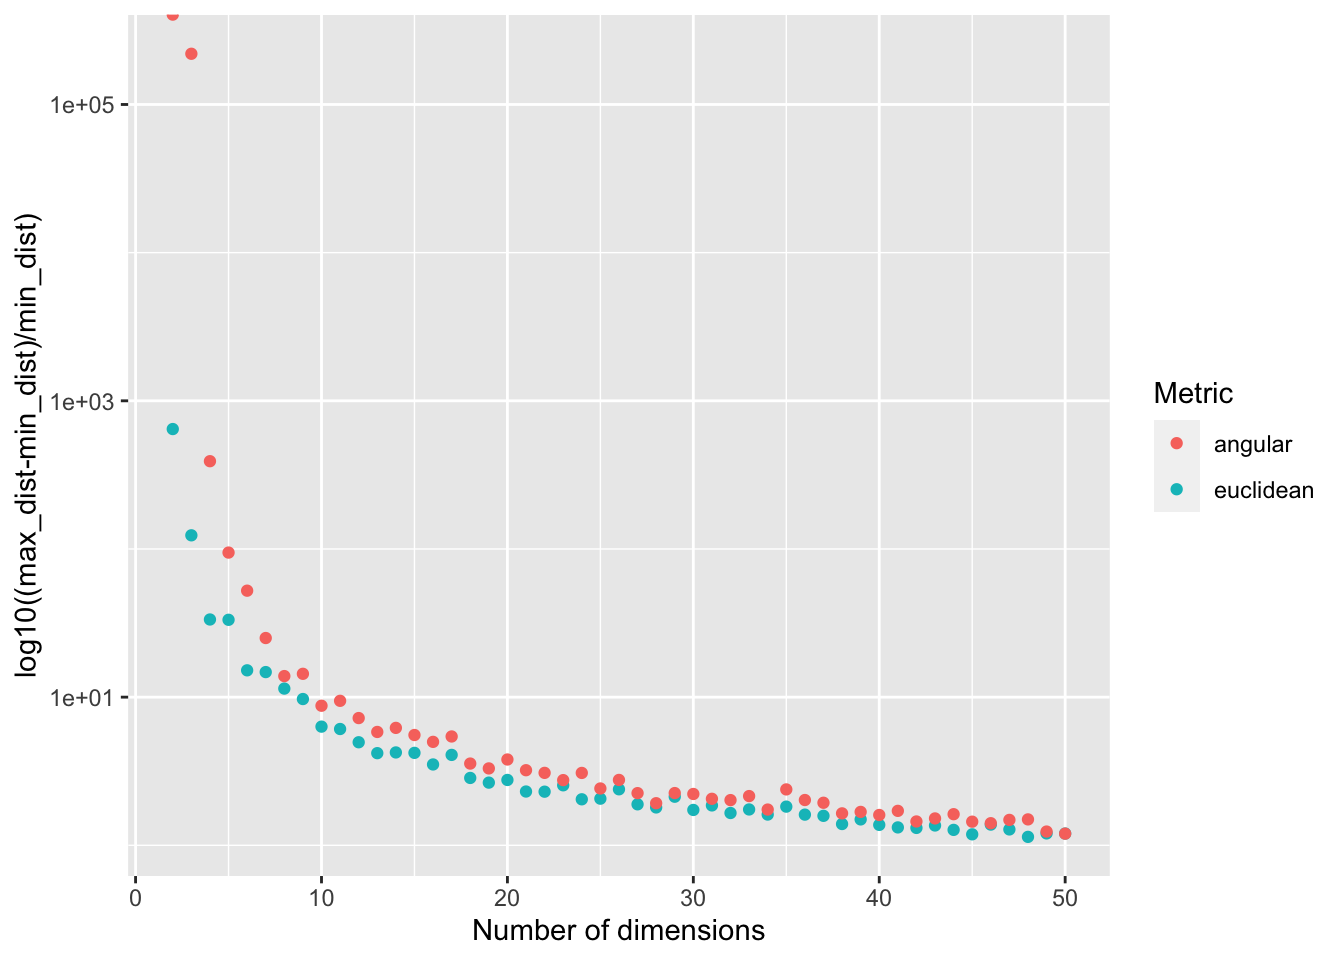 1e+05
1e+03
1e+01
log10((max_dist-min_dist)/min_dist)
0 10 20 30 40 50
Number of dimensions
Metric
angular
euclidean